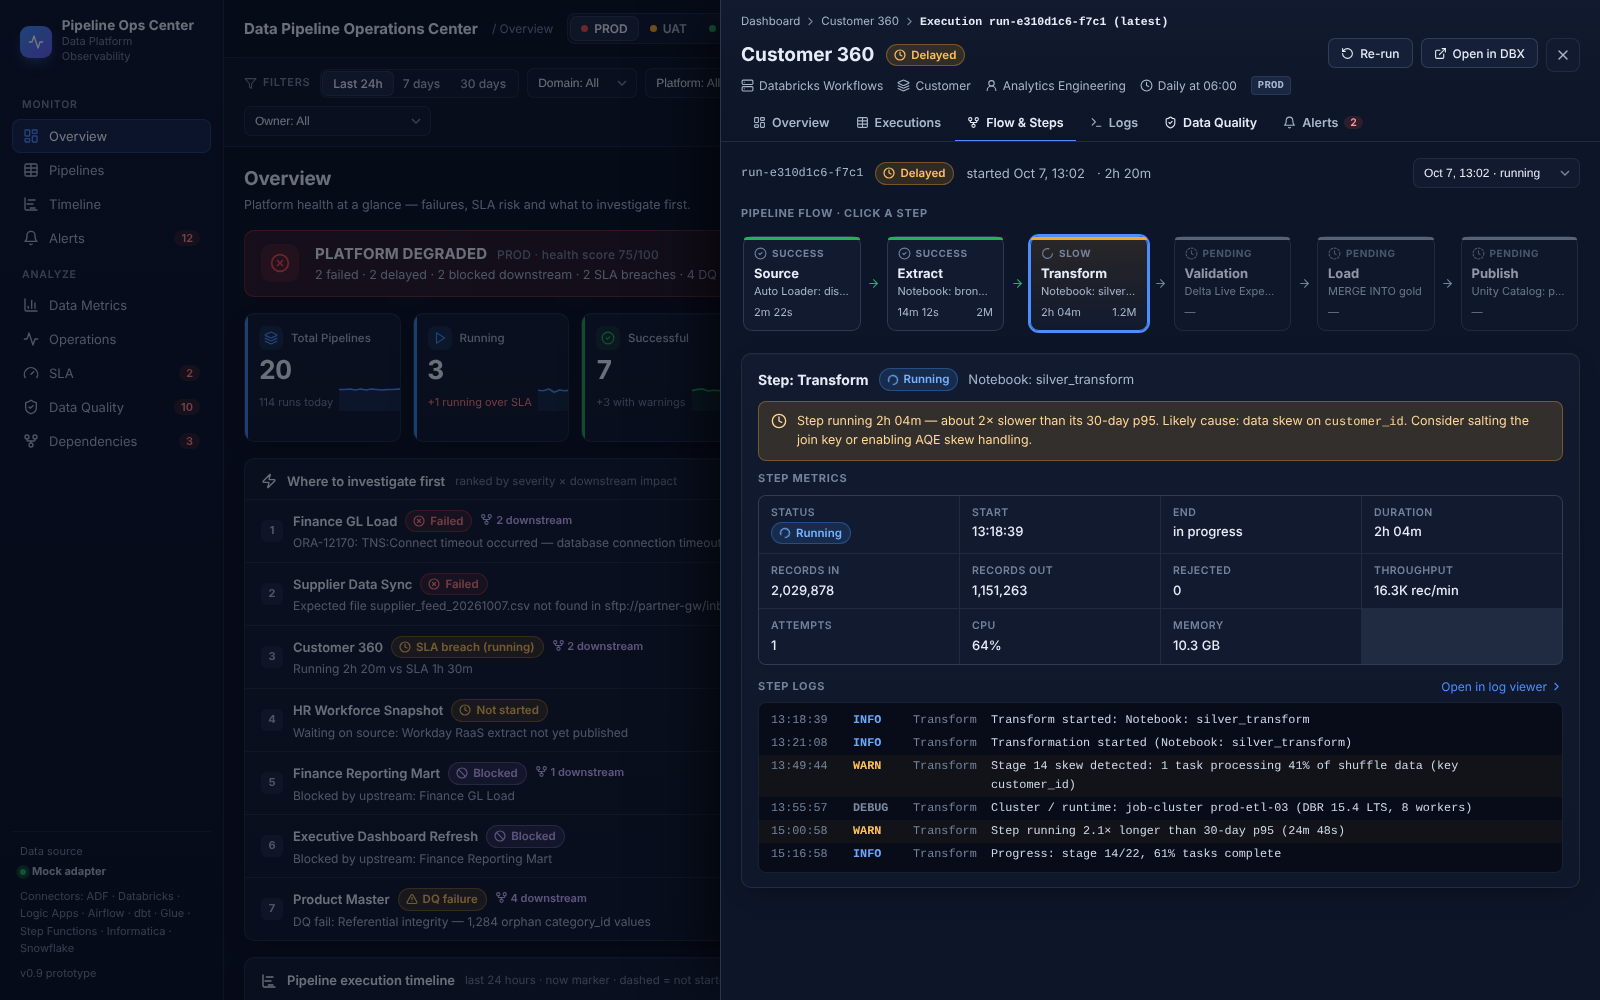 Pipeline Ops Center
Data Platform
Observability
MONITOR
Overview
Pipelines
Timeline
Alerts 12
ANALYZE
Data Metrics
Operations
SLA 2
Data Quality 10
Dependencies 3
Data source
Mock adapter
Connectors: ADF · Databricks ·
Logic Apps · Airflow · dbt · Glue ·
Step Functions · Informatica ·
Snowflake
v0.9 prototype
Data Pipeline Operations Center / Overview PROD UAT
FILTERS Last 24h 7 days 30 days Domain: All Platform: All
Owner: All
Overview
Platform health at a glance — failures, SLA risk and what to investigate first.
PLATFORM DEGRADED PROD · health score 75/100
2 failed · 2 delayed · 2 blocked downstream · 2 SLA breaches · 4 DQ
Total Pipelines
20
114 runs today
Running
3
+1 running over SLA
Successful
7
+3 with warnings
Where to investigate first ranked by severity × downstream impact
1 Finance GL Load Failed 2 downstream
ORA-12170: TNS:Connect timeout occurred — database connection timeout
2 Supplier Data Sync Failed
Expected file supplier_feed_20261007.csv not found in sftp://partner-gw/inb
3 Customer 360 SLA breach (running) 2 downstream
Running 2h 20m vs SLA 1h 30m
4 HR Workforce Snapshot Not started
Waiting on source: Workday RaaS extract not yet published
5 Finance Reporting Mart Blocked 1 downstream
Blocked by upstream: Finance GL Load
6 Executive Dashboard Refresh Blocked
Blocked by upstream: Finance Reporting Mart
7 Product Master DQ failure 4 downstream
DQ fail: Referential integrity — 1,284 orphan category_id values
Pipeline execution timeline last 24 hours · now marker · dashed = not start
Dashboard > Customer 360 > Execution run-e310d1c6-f7c1 (latest)
Customer 360 Delayed Re-run Open in DBX
Databricks Workflows Customer Analytics Engineering Daily at 06:00 PROD
Overview Executions Flow & Steps Logs Data Quality Alerts 2
run-e310d1c6-f7c1 Delayed started Oct 7, 13:02 · 2h 20m Oct 7, 13:02 · running
PIPELINE FLOW · CLICK A STEP
SUCCESS
Source
Auto Loader: dis...
2m 22s
SUCCESS
Extract
Notebook: bron...
14m 12s 2M
SLOW
Transform
Notebook: silver...
2h 04m 1.2M
PENDING
Validation
Delta Live Expe...
—
PENDING
Load
MERGE INTO gold
—
PENDING
Publish
Unity Catalog: p...
—
Step: Transform Running Notebook: silver_transform
Step running 2h 04m — about 2× slower than its 30-day p95. Likely cause: data skew on customer_id. Consider salting the
join key or enabling AQE skew handling.
STEP METRICS
STATUS START END DURATION
Running 13:18:39 in progress 2h 04m
RECORDS IN RECORDS OUT REJECTED THROUGHPUT
2,029,878 1,151,263 0 16.3K rec/min
ATTEMPTS CPU MEMORY
1 64% 10.3 GB
STEP LOGS Open in log viewer >
13:18:39 INFO Transform Transform started: Notebook: silver_transform
13:21:08 INFO Transform Transformation started (Notebook: silver_transform)
13:49:44 WARN Transform Stage 14 skew detected: 1 task processing 41% of shuffle data (key
customer_id)
13:55:57 DEBUG Transform Cluster / runtime: job-cluster prod-etl-03 (DBR 15.4 LTS, 8 workers)
15:00:58 WARN Transform Step running 2.1× longer than 30-day p95 (24m 48s)
15:16:58 INFO Transform Progress: stage 14/22, 61% tasks complete